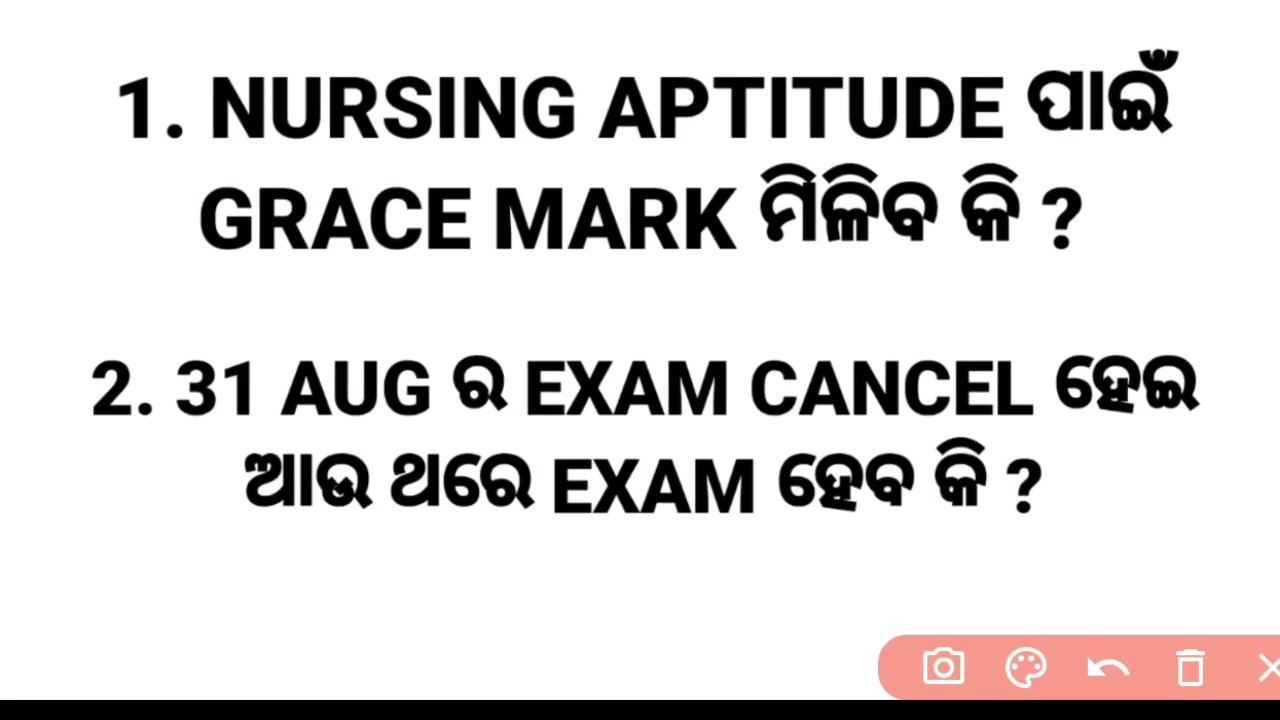 1. NURSING APTITUDE ପାଇଁ
GRACE MARK ମିଳିବ କି ?
2. 31 AUG ର EXAM CANCEL ହେଇ
ଆଉ ଥରେ EXAM ହେବ କି ?